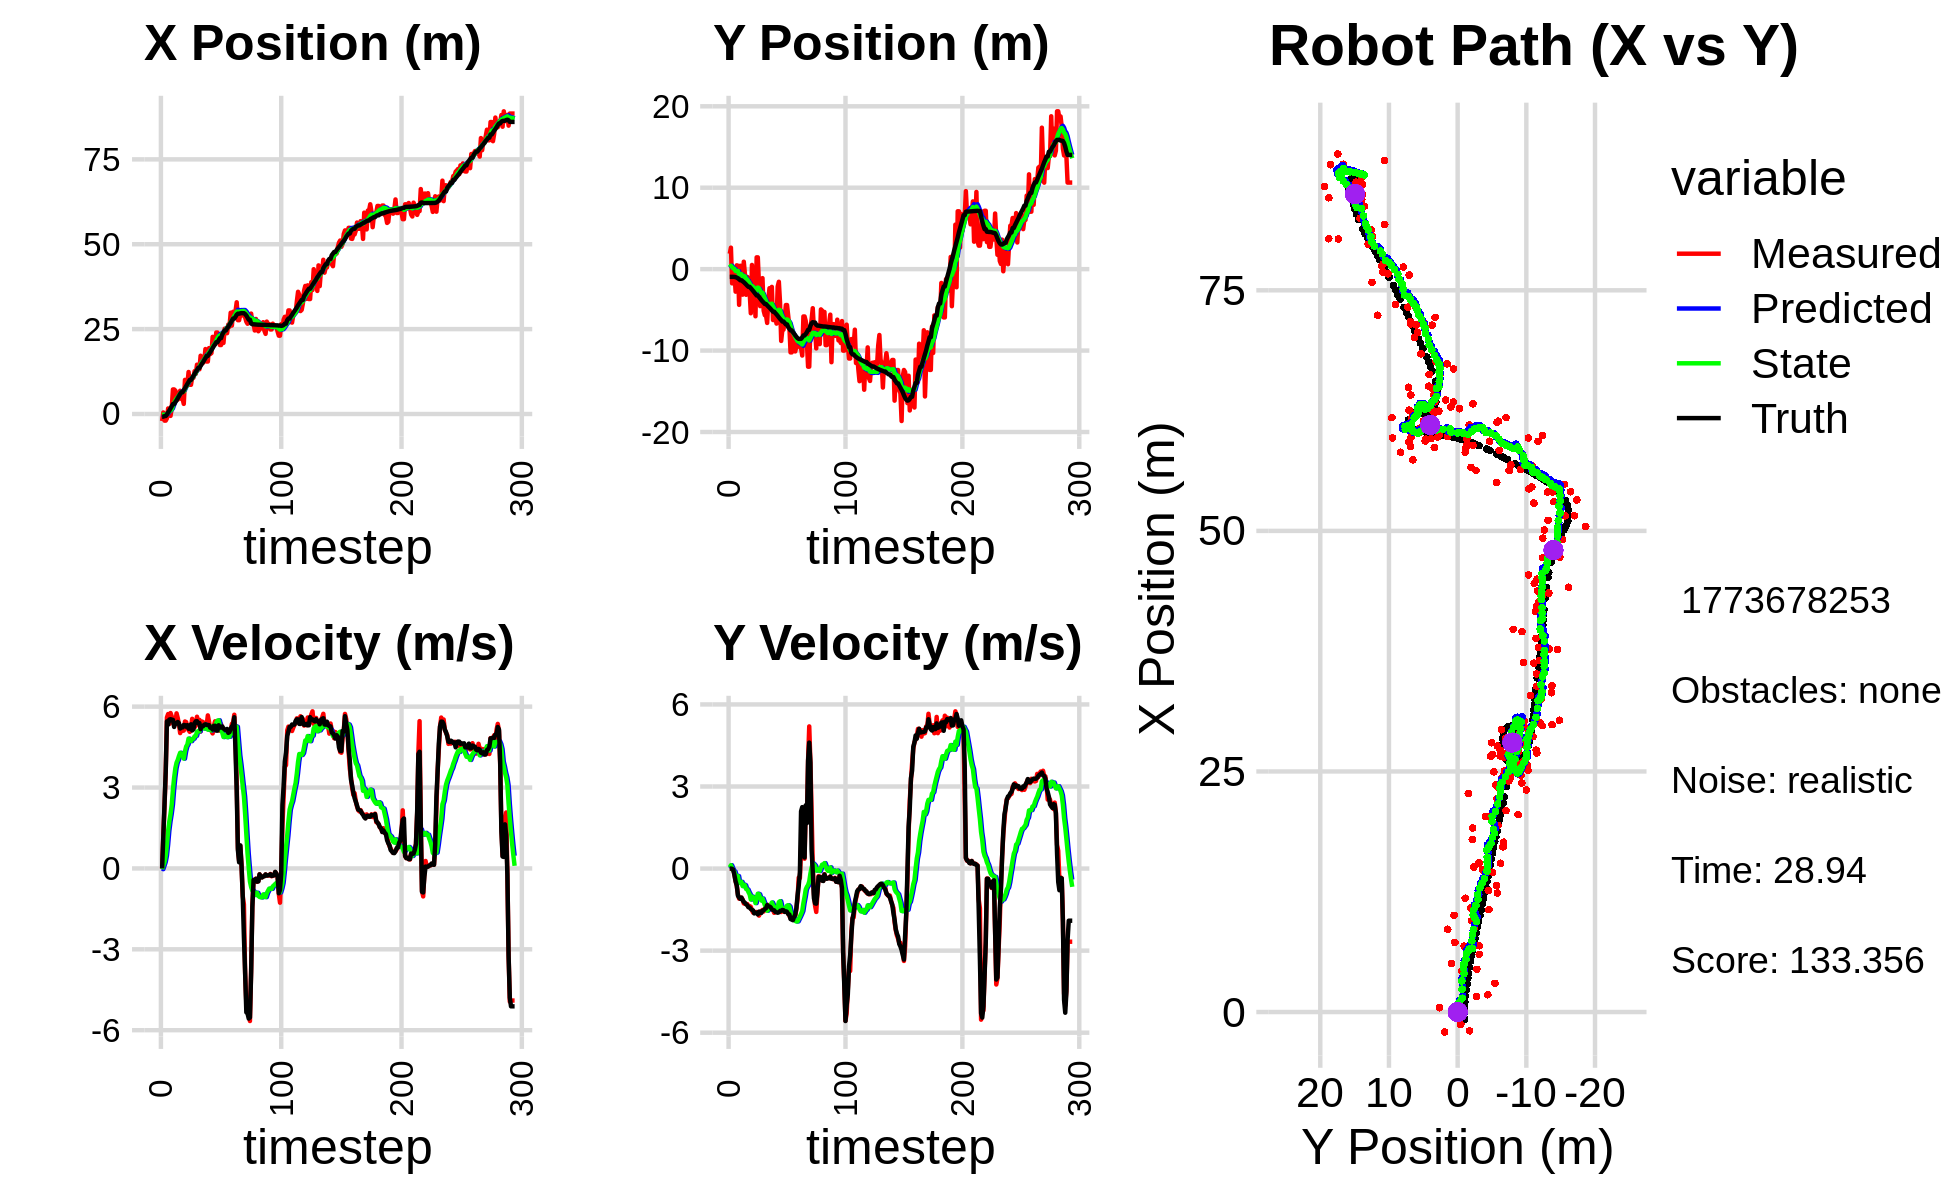 X Position (m)
75
50
25
0
0
100
200
300
timestep
Y Position (m)
20
10
0
-10
-20
0
100
200
300
timestep
X Velocity (m/s)
6
3
0
-3
-6
0
100
200
300
timestep
Y Velocity (m/s)
6
3
0
-3
-6
0
100
200
300
timestep
Robot Path (X vs Y)
X Position (m)
75
50
25
0
20 10 0 -10 -20
Y Position (m)
variable
Measured
Predicted
State
Truth
1773678253
Obstacles: none
Noise: realistic
Time: 28.94
Score: 133.356